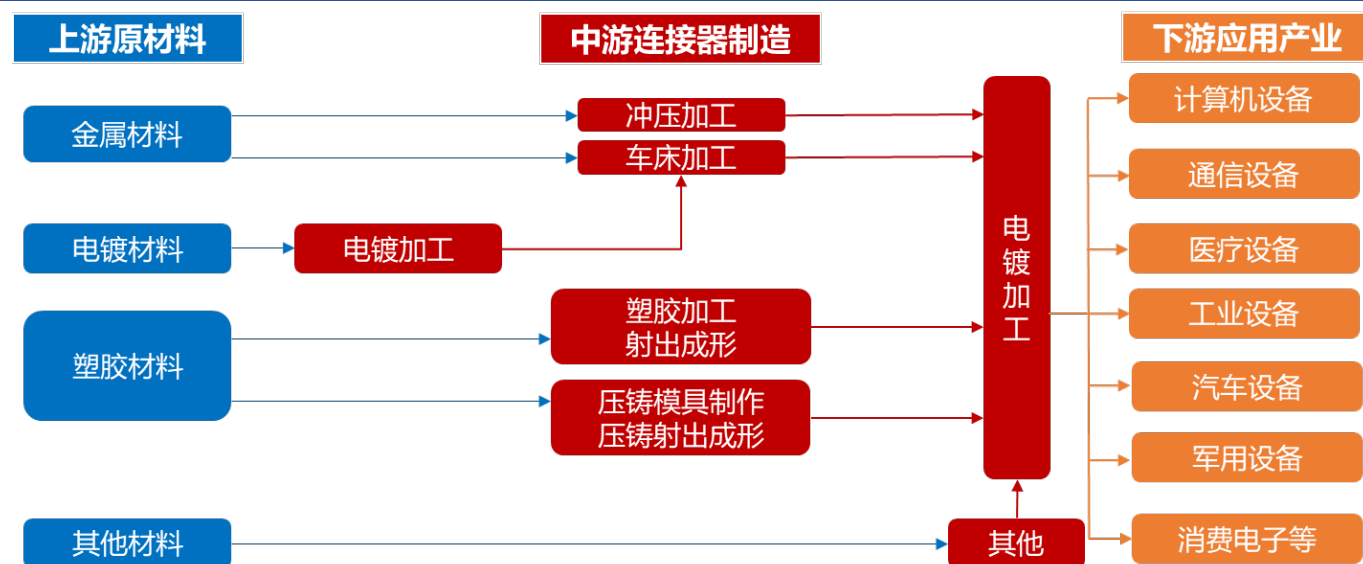 上游原材料
中游连接器制造
下游应用产业
金属材料
冲压加工
车床加工
电镀材料
电镀加工
塑胶材料
塑胶加工
射出成形
压铸模具制作
压铸射出成形
其他材料
其他
电镀加工
计算机设备
通信设备
医疗设备
工业设备
汽车设备
军用设备
消费电子等